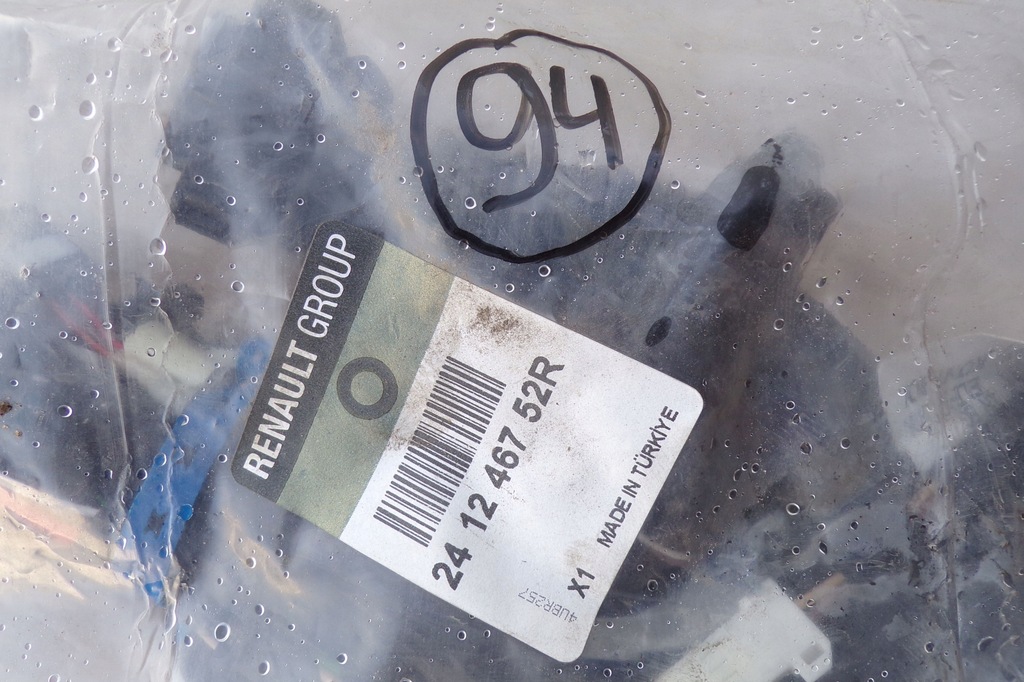 94
RENAULT GROUP
24 12 467 52R
X1 MADE IN TÜRKİYE
4UBR257